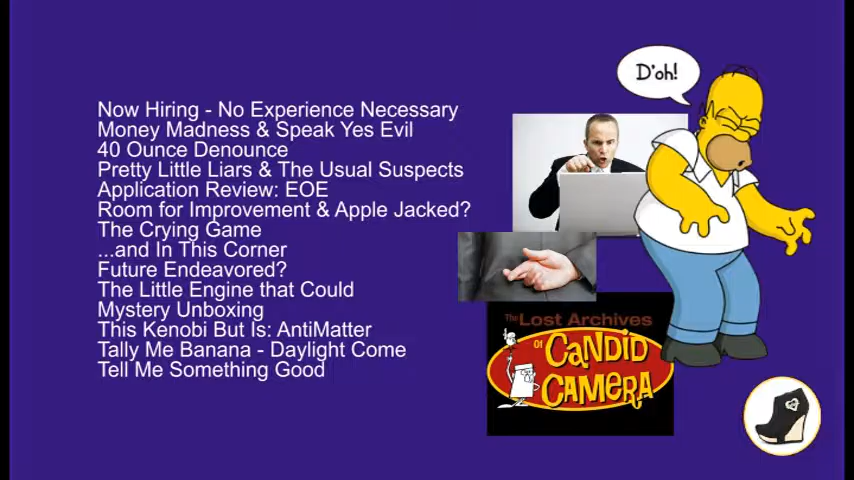 Now Hiring - No Experience Necessary
Money Madness & Speak Yes Evil
40 Ounce Denounce
Pretty Little Liars & The Usual Suspects
Application Review: EOE
Room for Improvement & Apple Jacked?
The Crying Game
...and In This Corner
Future Endeavored?
The Little Engine that Could
Mystery Unboxing
This Kenobi But Is: AntiMatter
Tally Me Banana - Daylight Come
Tell Me Something Good
D'oh!
The Lost Archives
Of CANDiD
CAMERA